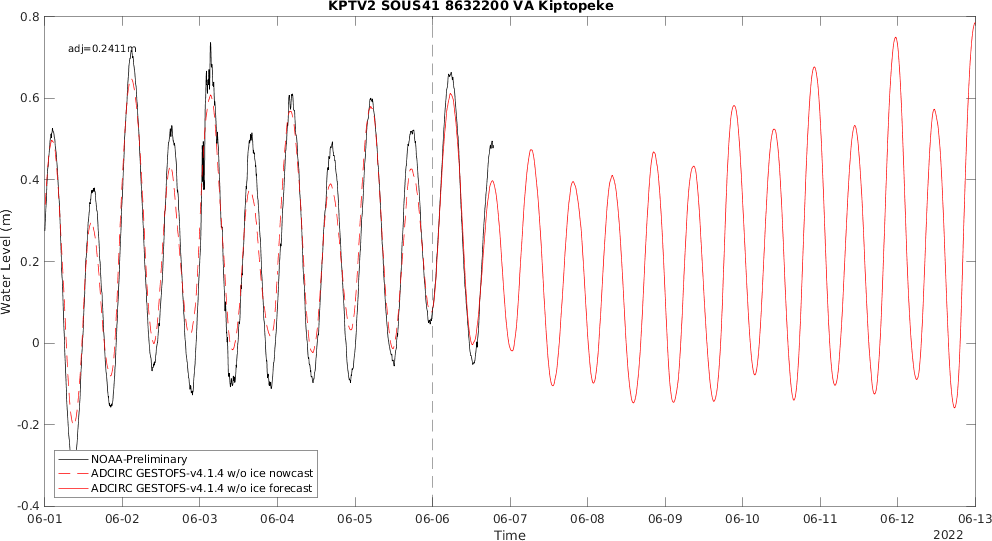 KPTV2 SOUS41 8632200 VA Kiptopeke
adj=0.2411m
0.8
0.6
0.4
0.2
0
-0.2
-0.4
Water Level (m)
NOAA-Preliminary
ADCIRC GESTOFS-v4.1.4 w/o ice nowcast
ADCIRC GESTOFS-v4.1.4 w/o ice forecast
06-01 06-02 06-03 06-04 06-05 06-06 06-07 06-08 06-09 06-10 06-11 06-12 06-13
Time
2022